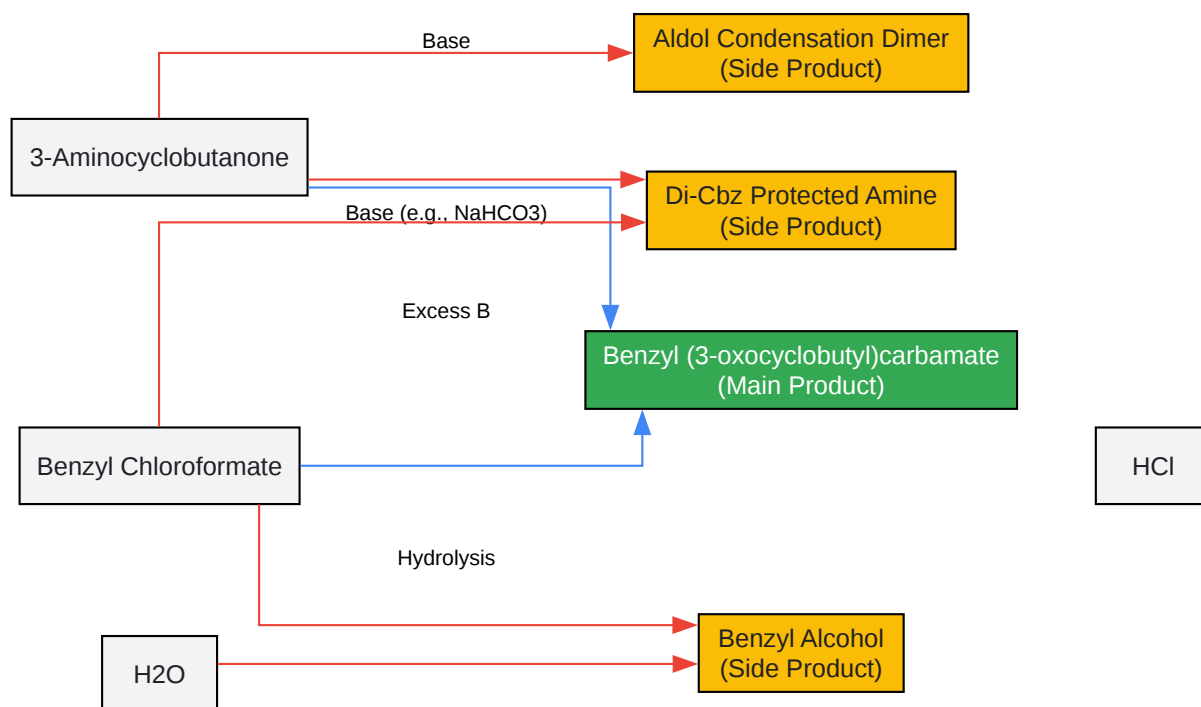 Base
Aldol Condensation Dimer
(Side Product)
3-Aminocyclobutanone
Di-Cbz Protected Amine
(Side Product)
Base (e.g., NaHCO3)
Excess B
Benzyl (3-oxocyclobutyl)carbamate
(Main Product)
Benzyl Chloroformate
HCl
Hydrolysis
Benzyl Alcohol
(Side Product)
H2O